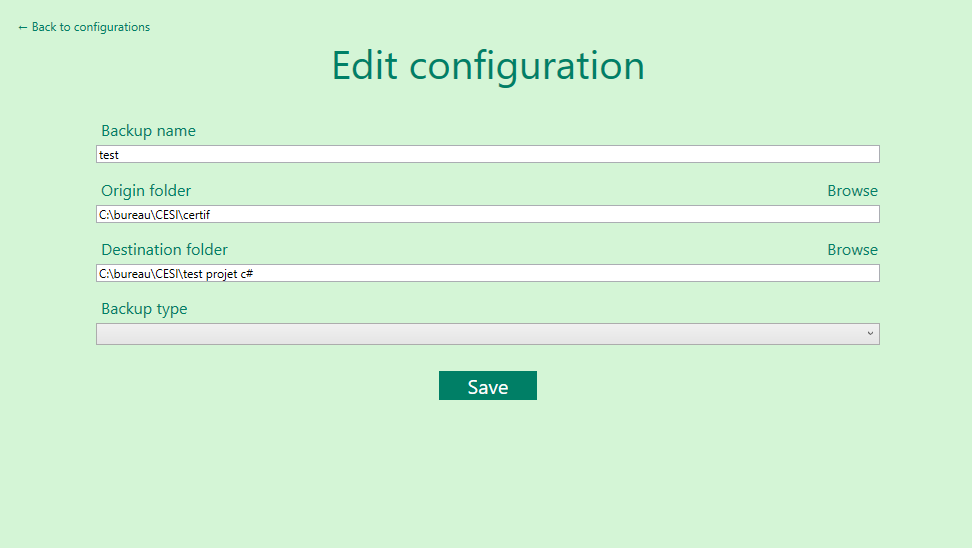 ← Back to configurations
Edit configuration
Backup name
test
Origin folder Browse
C:\bureau\CESI\certif
Destination folder Browse
C:\bureau\CESI\test projet c#
Backup type
Save